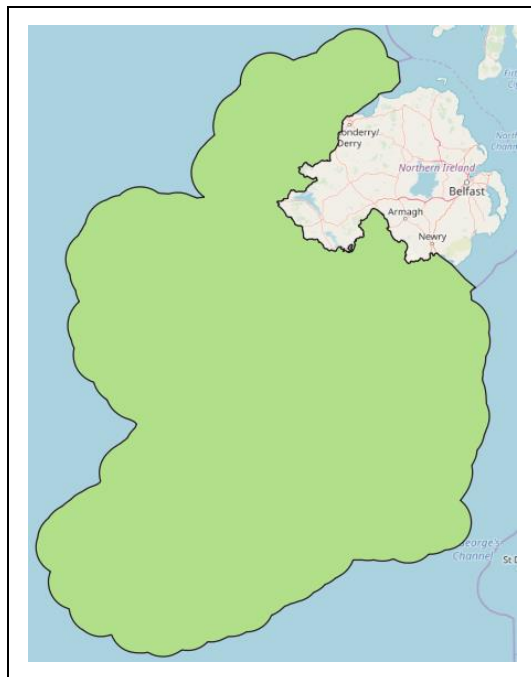 onderry/
Derry
Northern Ireland
Belfast
Armagh
Newry
eorge's
Channel
St D